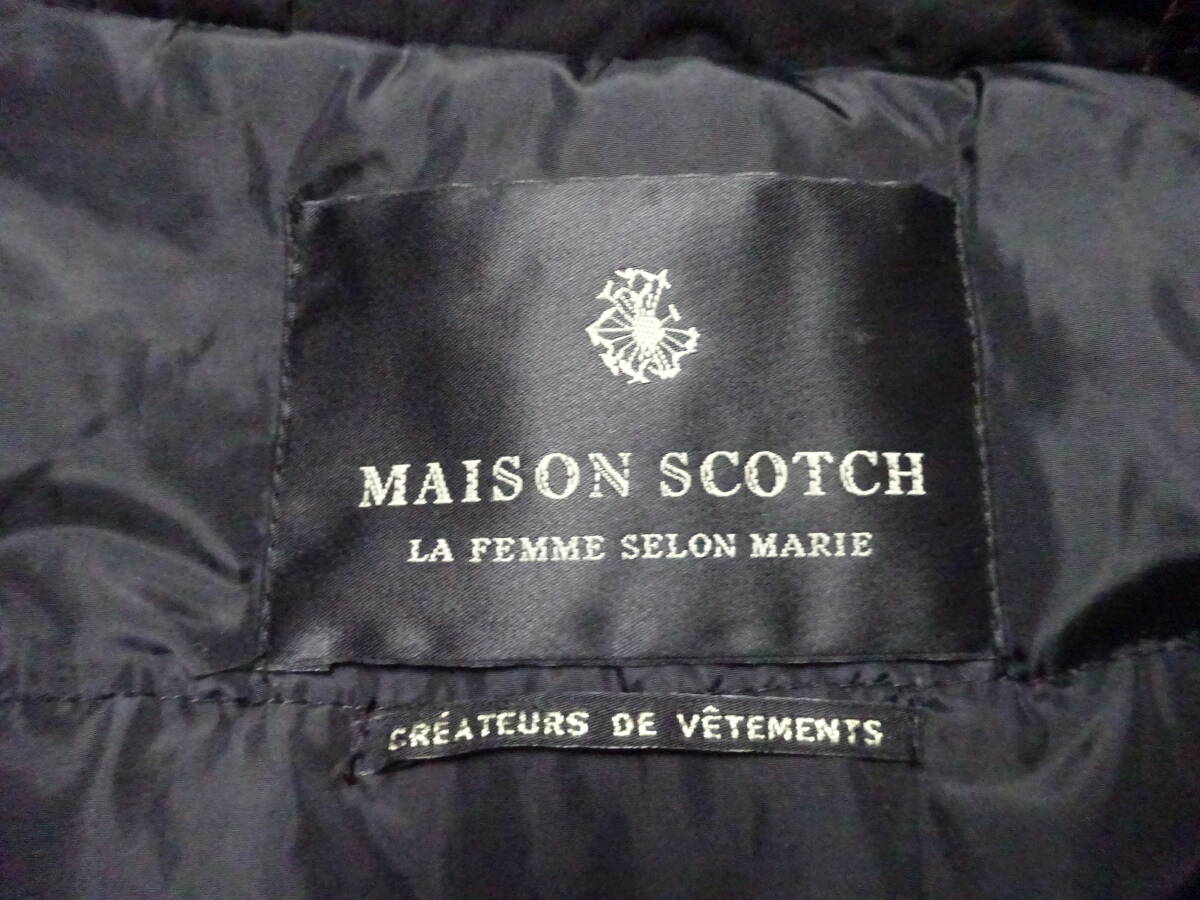 MAISON SCOTCH
LA FEMME SELON MARIE
CRÉATEURS DE VÊTEMENTS